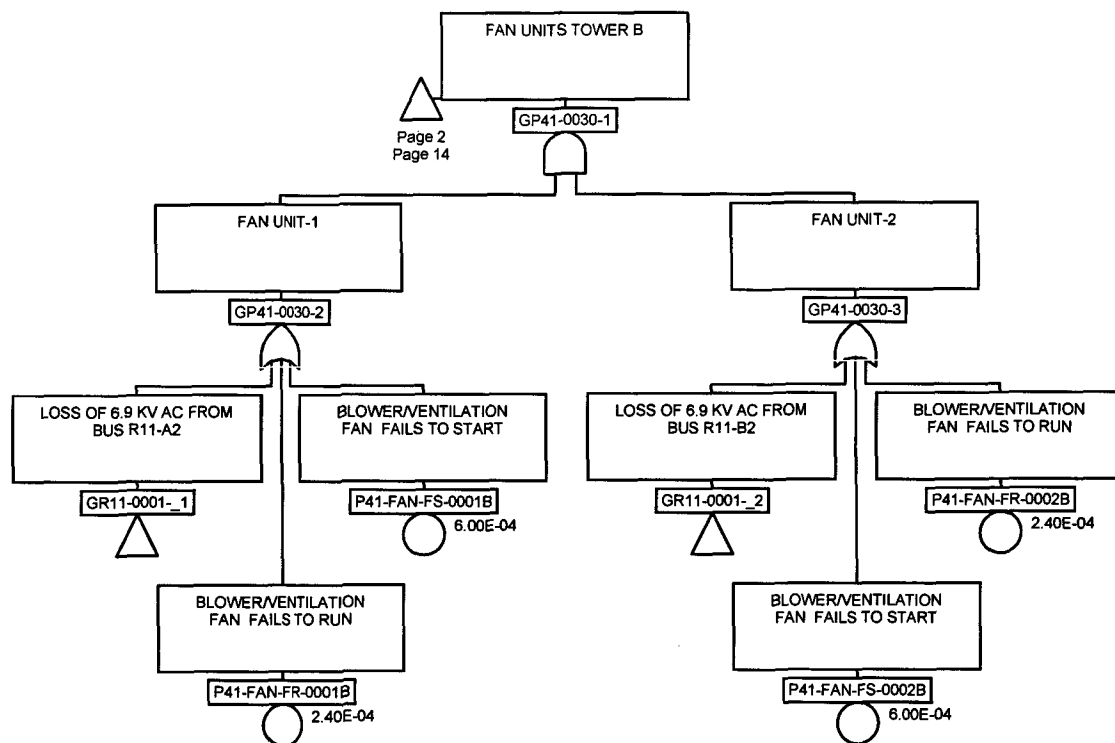 FAN UNITS TOWER B
Page 2
Page 14
GP41-0030-1
FAN UNIT-1
GP41-0030-2
FAN UNIT-2
GP41-0030-3
LOSS OF 6.9 KV AC FROM
BUS R11-A2
GR11-0001-_1
BLOWER/VENTILATION
FAN FAILS TO START
P41-FAN-FS-0001B
6.00E-04
LOSS OF 6.9 KV AC FROM
BUS R11-B2
GR11-0001-_2
BLOWER/VENTILATION
FAN FAILS TO RUN
P41-FAN-FR-0002B
2.40E-04
BLOWER/VENTILATION
FAN FAILS TO RUN
P41-FAN-FR-0001B
2.40E-04
BLOWER/VENTILATION
FAN FAILS TO START
P41-FAN-FS-0002B
6.00E-04